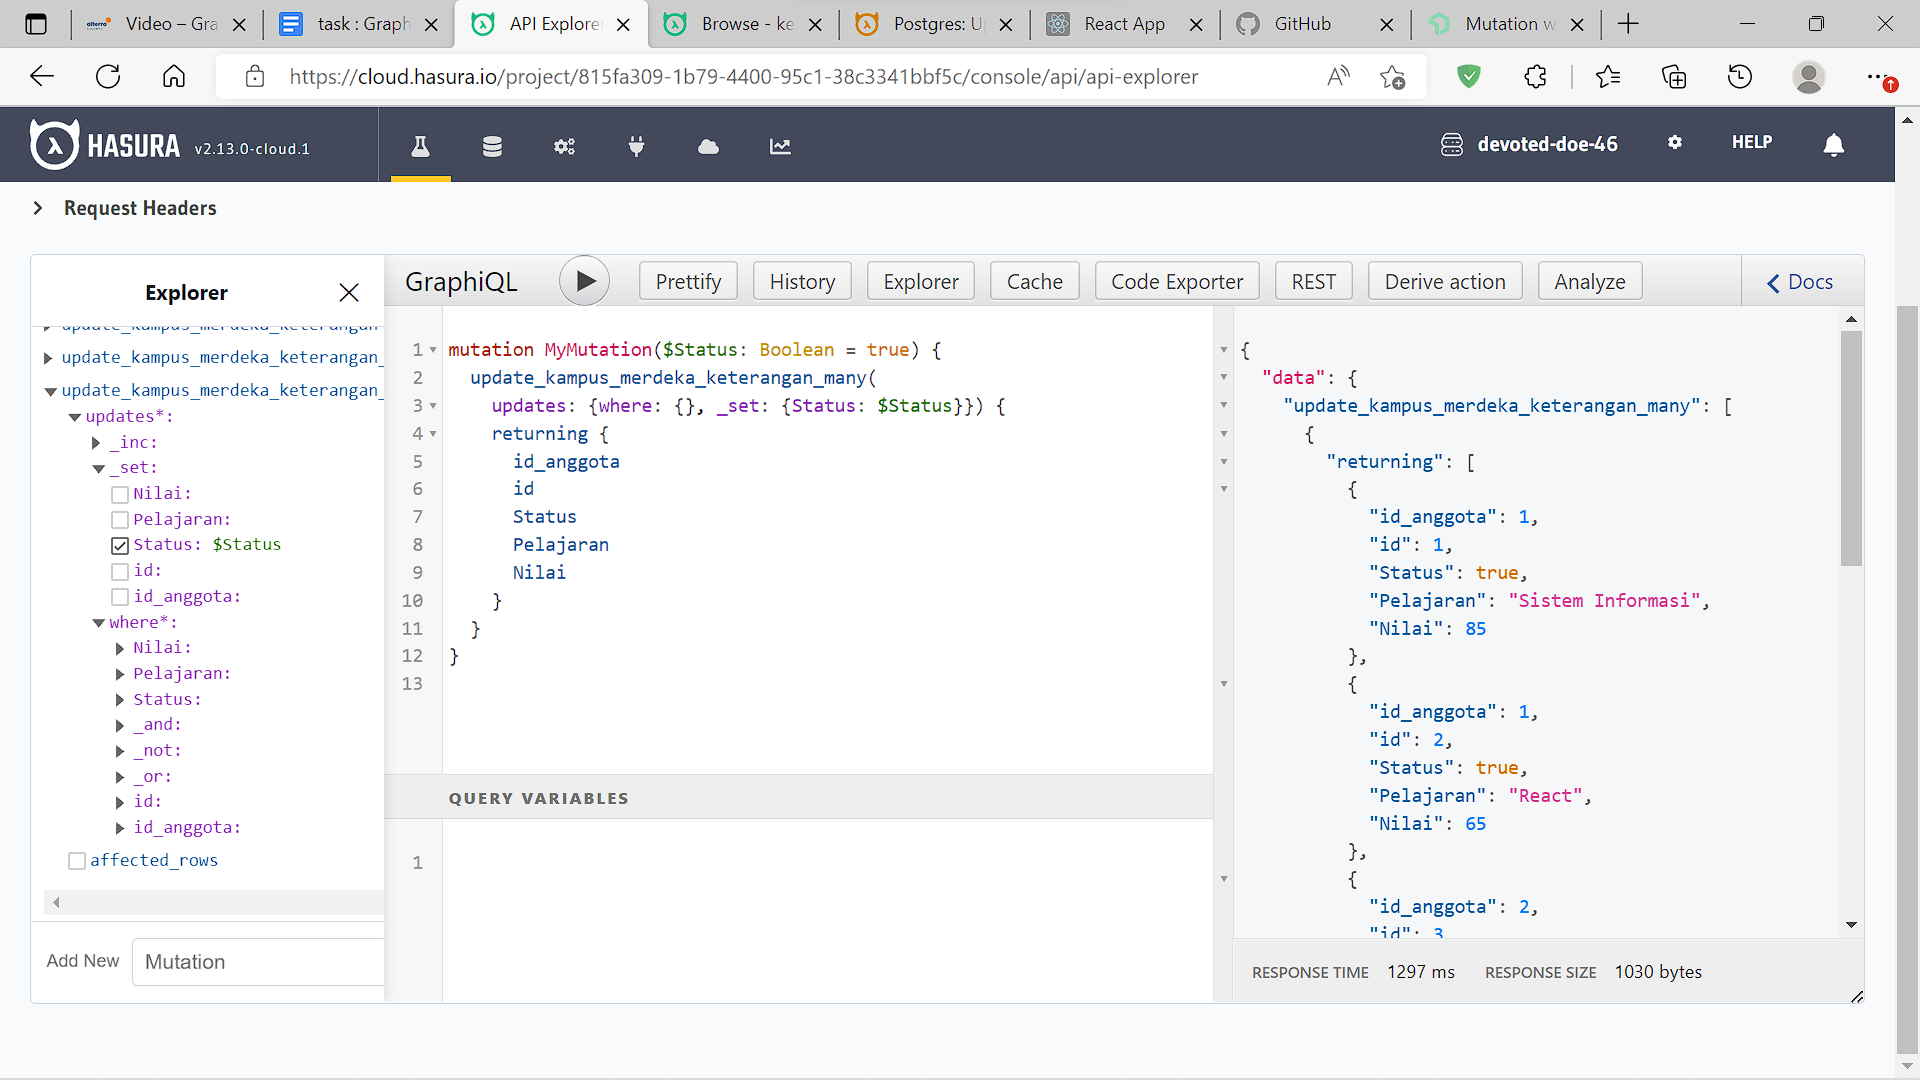 Video – Gra
task : Graph
API Explore
Browse - ke
Postgres: U
React App
GitHub
Mutation w
https://cloud.hasura.io/project/815fa309-1b79-4400-95c1-38c3341bbf5c/console/api/api-explorer
HASURA v2.13.0-cloud.1
devoted-doe-46
HELP
Request Headers
Explorer
update_kampus_merdeka_keterangan
update_kampus_merdeka_keterangan_
update_kampus_merdeka_keterangan_
updates*:
_inc:
_set:
Nilai:
Pelajaran:
Status: $Status
id:
id_anggota:
where*:
Nilai:
Pelajaran:
Status:
_and:
_not:
_or:
id:
id_anggota:
affected_rows
Add New Mutation
GraphiQL
Prettify
History
Explorer
Cache
Code Exporter
REST
Derive action
Analyze
Docs
1 mutation MyMutation($Status: Boolean = true) {
2 update_kampus_merdeka_keterangan_many(
3 updates: {where: {}, _set: {Status: $Status}}) {
4 returning {
5 id_anggota
6 id
7 Status
8 Pelajaran
9 Nilai
10 }
11 }
12 }
13
QUERY VARIABLES
1
{
"data": {
"update_kampus_merdeka_keterangan_many": [
{
"returning": [
{
"id_anggota": 1,
"id": 1,
"Status": true,
"Pelajaran": "Sistem Informasi",
"Nilai": 85
},
{
"id_anggota": 1,
"id": 2,
"Status": true,
"Pelajaran": "React",
"Nilai": 65
},
{
"id_anggota": 2,
"id": 3
RESPONSE TIME 1297 ms RESPONSE SIZE 1030 bytes